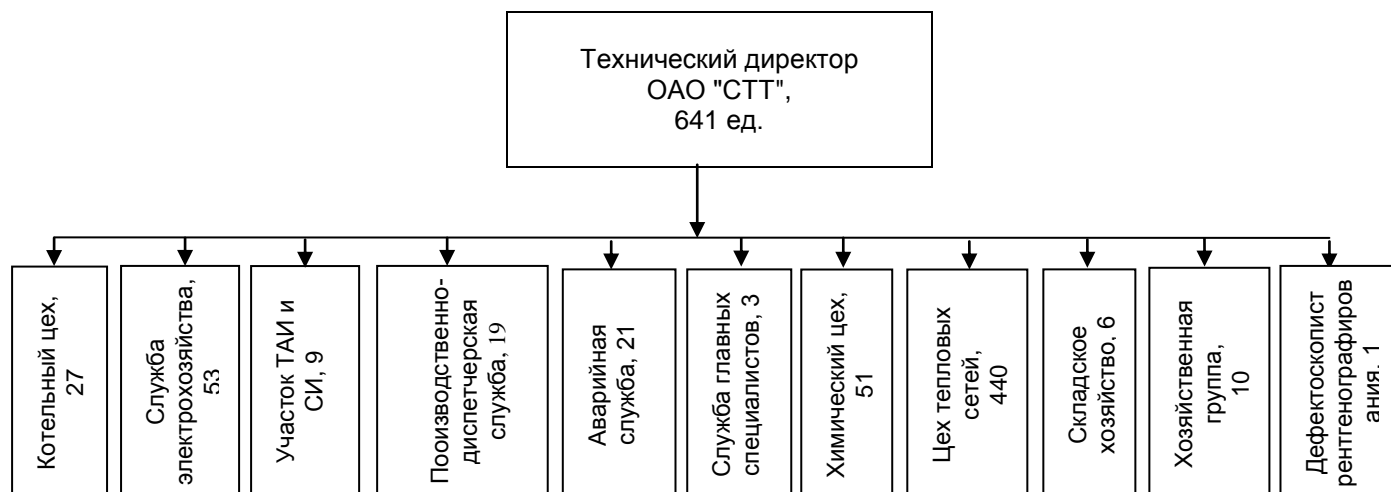 Технический директор
ОАО "СТТ",
641 ед.
Котельный цех,
27
Служба
электрохозяйства,
53
Участок ТАИ и
СИ, 9
Пооизводственно-
диспетчерская
служба, 19
Аварийная
служба, 21
Служба главных
специалистов, 3
Химический цех,
51
Цех тепловых
сетей,
440
Складское
хозяйство, 6
Хозяйственная
группа,
10
Дефектоскопист
рентгенографиров
ания, 1